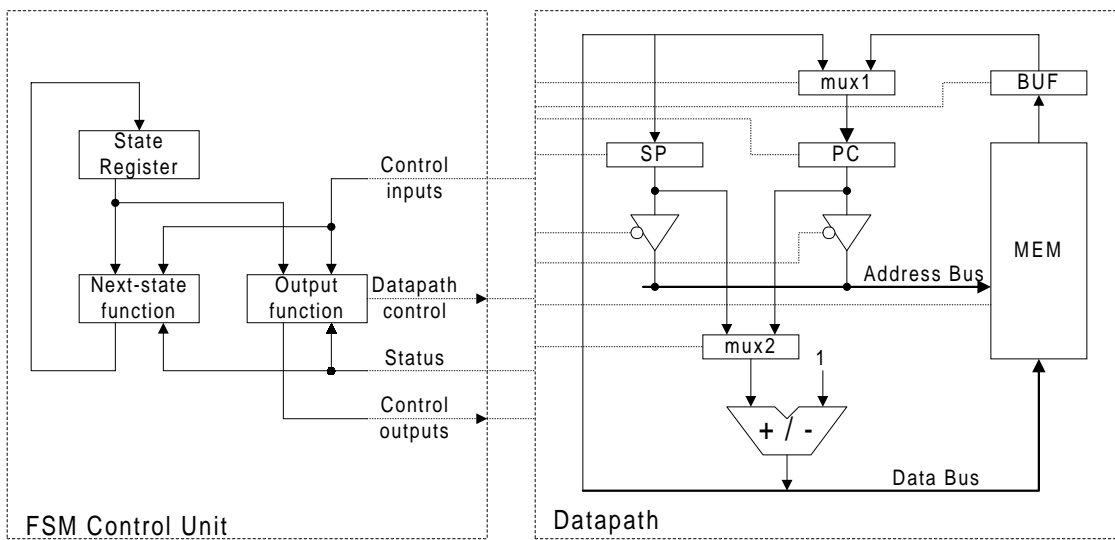 State
Register
Next-state
function
Output
function
Control
inputs
Datapath
control
Status
Control
outputs
FSM Control Unit
mux1
BUF
SP
PC
MEM
Address Bus
mux2
1
+ / -
Data Bus
Datapath